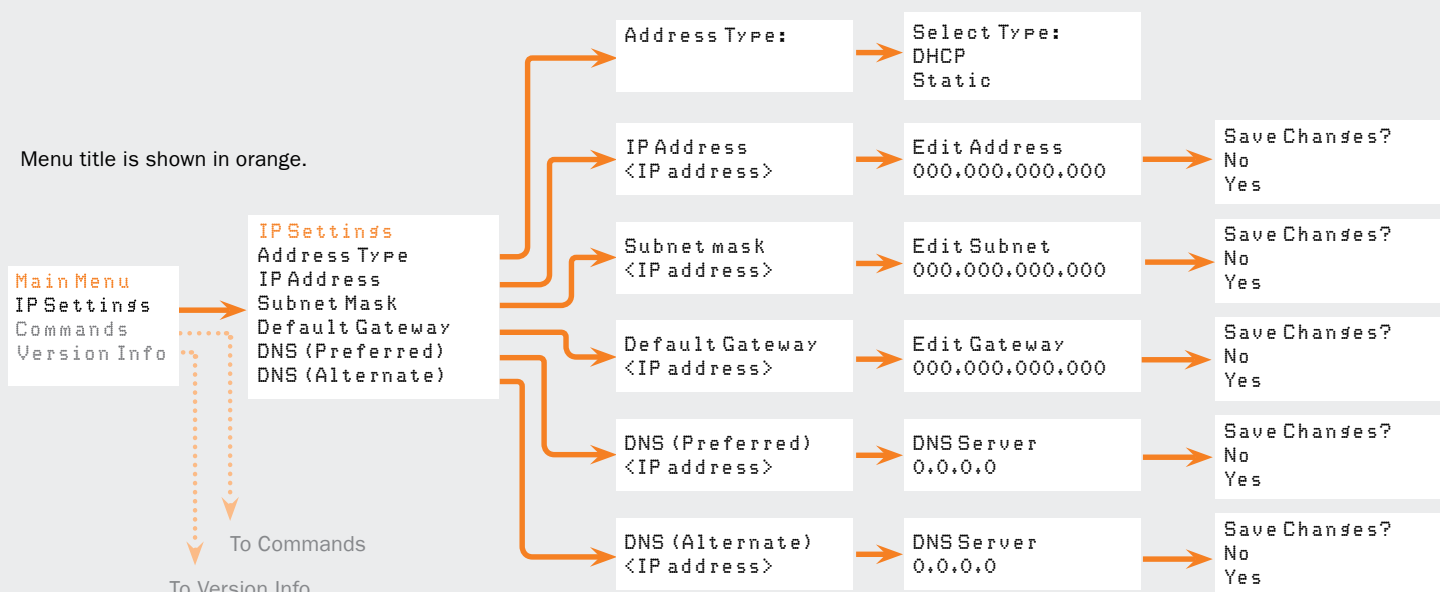 Menu title is shown in orange.
Main Menu
IP Settings
Commands
Version Info
To Commands
To Version Info
IP Settings
Address Type
IP Address
Subnet Mask
Default Gateway
DNS (Preferred)
DNS (Alternate)
Address Type:
Select Type:
DHCP
Static
IP Address
<IP address>
Edit Address
000.000.000.000
Save Changes?
No
Yes
Subnet mask
<IP address>
Edit Subnet
000.000.000.000
Save Changes?
No
Yes
Default Gateway
<IP address>
Edit Gateway
000.000.000.000
Save Changes?
No
Yes
DNS (Preferred)
<IP address>
DNS Server
0.0.0.0
Save Changes?
No
Yes
DNS (Alternate)
<IP address>
DNS Server
0.0.0.0
Save Changes?
No
Yes